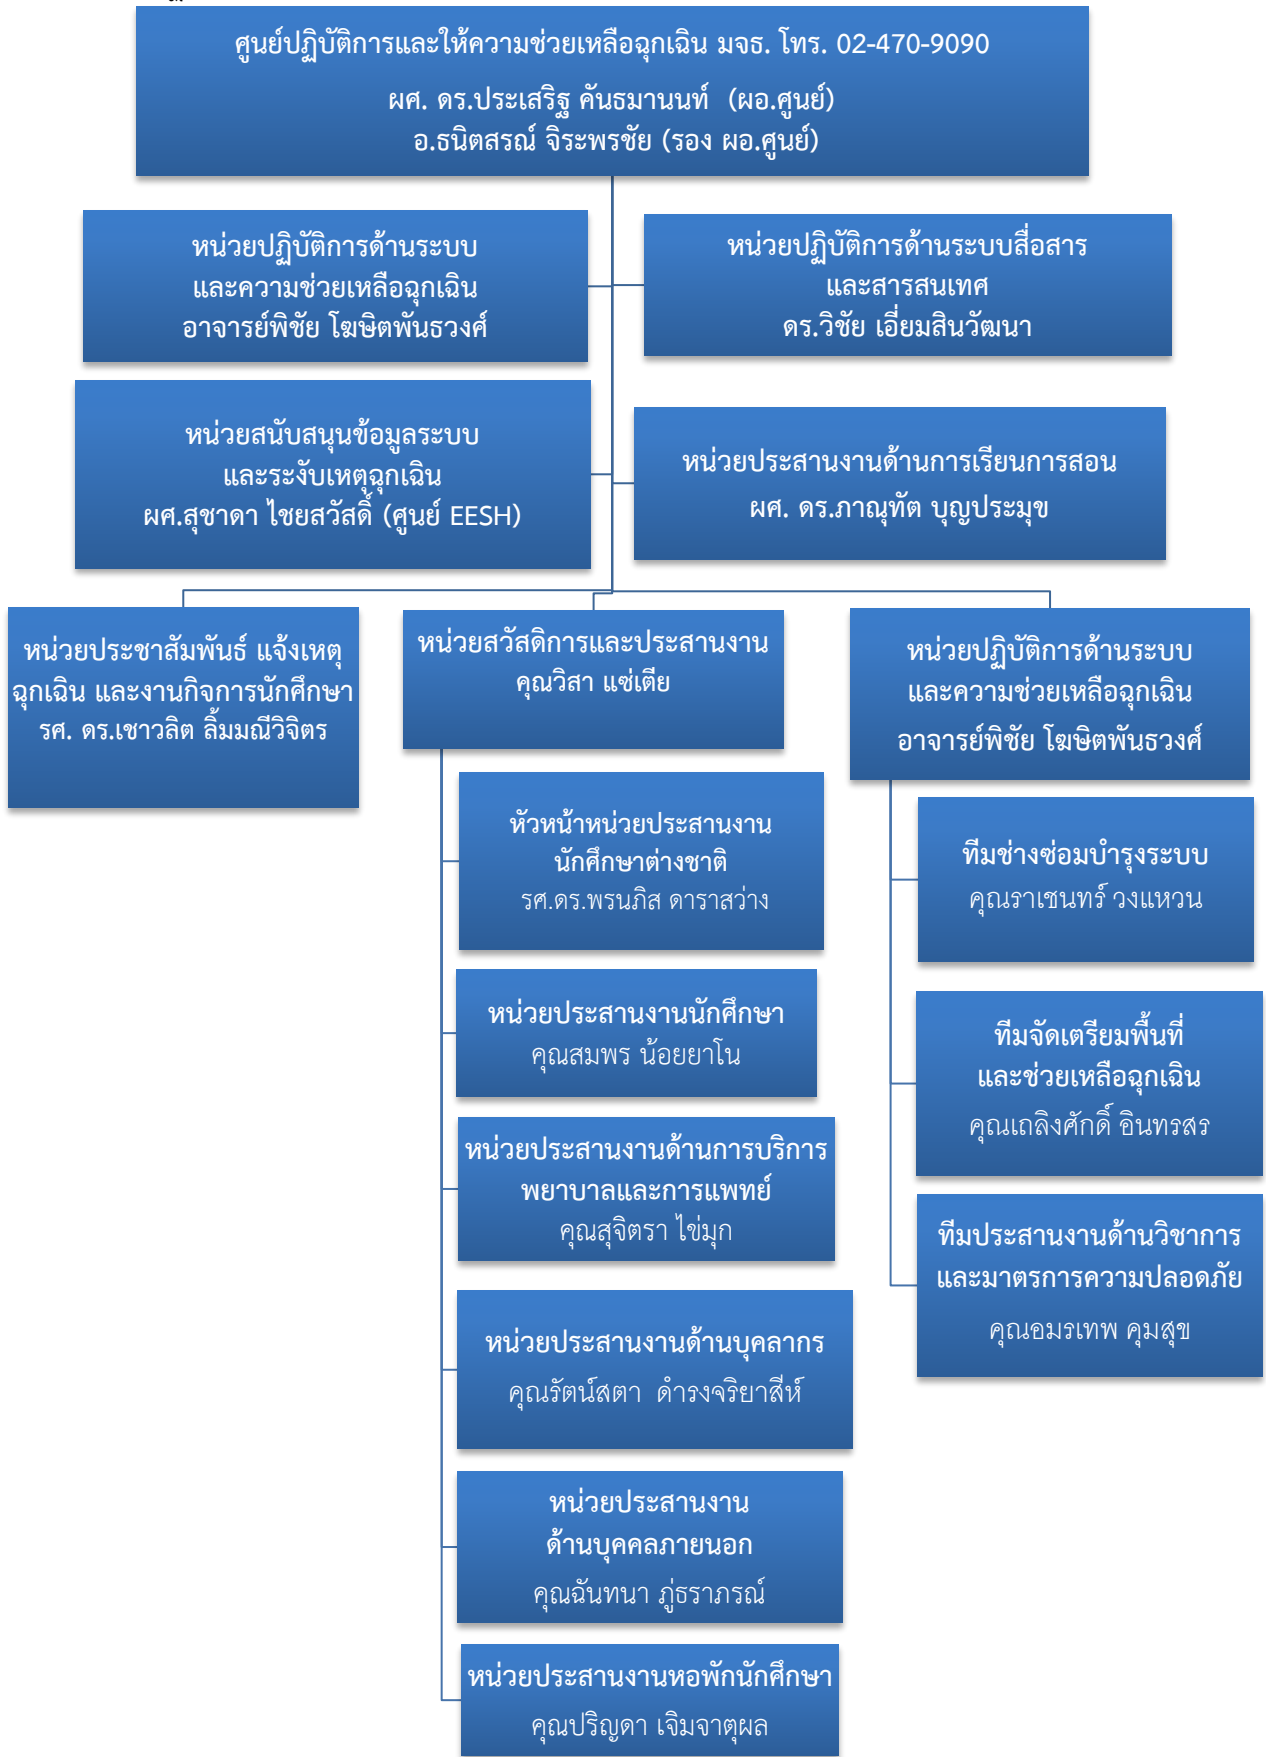 ศูนย์ปฏิบัติการและให้ความช่วยเหลือฉุกเฉิน มจธ. โทร. 02-470-9090
ผศ. ดร.ประเสริฐ คันธมานนท์ (ผอ.ศูนย์)
อ.ธนิตสรณ์ จิระพรชัย (รอง ผอ.ศูนย์)
หน่วยปฏิบัติการด้านระบบ
และความช่วยเหลือฉุกเฉิน
อาจารย์พิชัย โฆษิตพันธวงศ์
หน่วยปฏิบัติการด้านระบบสื่อสาร
และสารสนเทศ
ดร.วิชัย เอี่ยมสินวัฒนา
หน่วยสนับสนุนข้อมูลระบบ
และระงับเหตุฉุกเฉิน
ผศ.สุชาดา ไชยสวัสดิ์ (ศูนย์ EESH)
หน่วยประสานงานด้านการเรียนการสอน
ผศ. ดร.ภาณุทัต บุญประมุข
หน่วยประชาสัมพันธ์ แจ้งเหตุ
ฉุกเฉิน และงานกิจการนักศึกษา
รศ. ดร.เชาวลิต ลิ้มมณีวิจิตร
หน่วยสวัสดิการและประสานงาน
คุณวิสา แซ่เตีย
หน่วยปฏิบัติการด้านระบบ
และความช่วยเหลือฉุกเฉิน
อาจารย์พิชัย โฆษิตพันธวงศ์
หัวหน้าหน่วยประสานงาน
นักศึกษาต่างชาติ
รศ.ดร.พรนภิส ดาราสว่าง
หน่วยประสานงานนักศึกษา
คุณสมพร น้อยยาโน
หน่วยประสานงานด้านการบริการ
พยาบาลและการแพทย์
คุณสุจิตรา ไข่มุก
หน่วยประสานงานด้านบุคลากร
คุณรัตน์สตา ดำรงจริยาสีห์
หน่วยประสานงาน
ด้านบุคคลภายนอก
คุณฉันทนา ภู่ธราภรณ์
หน่วยประสานงานหอพักนักศึกษา
คุณปริญดา เจิมจาตุผล
ทีมช่างซ่อมบำรุงระบบ
คุณราเชนทร์ วงแหวน
ทีมจัดเตรียมพื้นที่
และช่วยเหลือฉุกเฉิน
คุณเถลิงศักดิ์ อินทรสร
ทีมประสานงานด้านวิชาการ
และมาตรการความปลอดภัย
คุณอมรเทพ คุมสุข